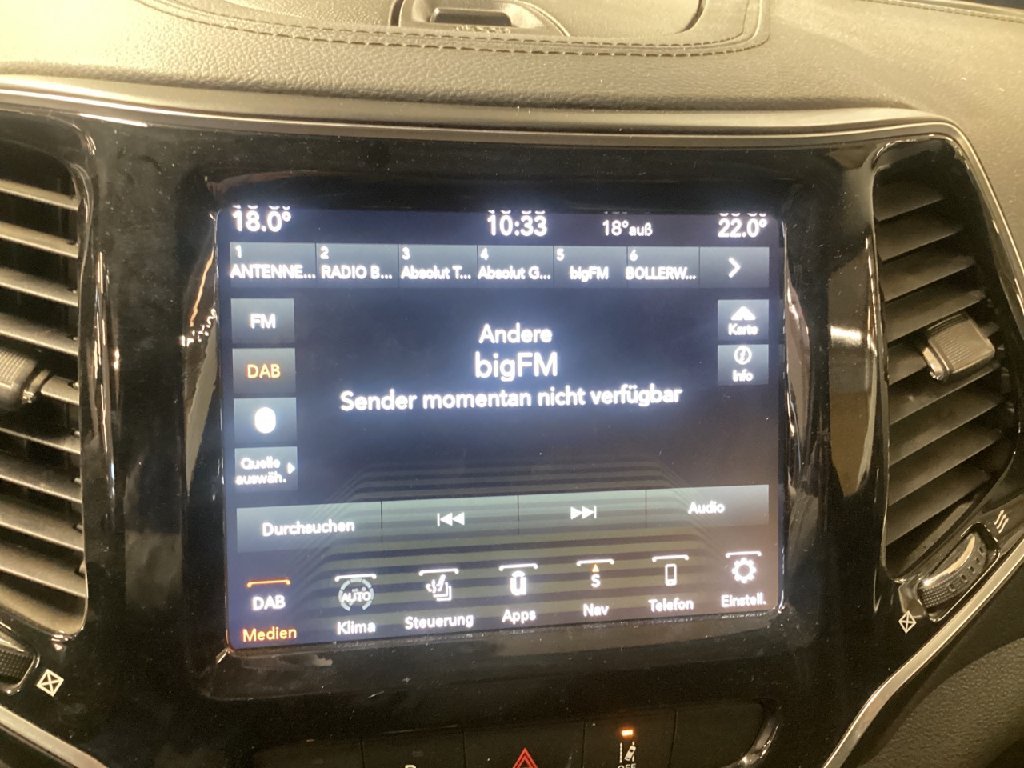 18.0° 10:33 18°auß 22.0°
1 2 3 4 5 6
ANTENNE... RADIO B... Absolut T... Absolut G... bigFM BOLLERW...
FM
Andere
Karte
DAB
bigFM
Info
Sender momentan nicht verfügbar
Quelle
auswäh.
Durchsuchen Audio
DAB AUTO S
Medien Klima Steuerung Apps Nav Telefon Einstell.
OFF